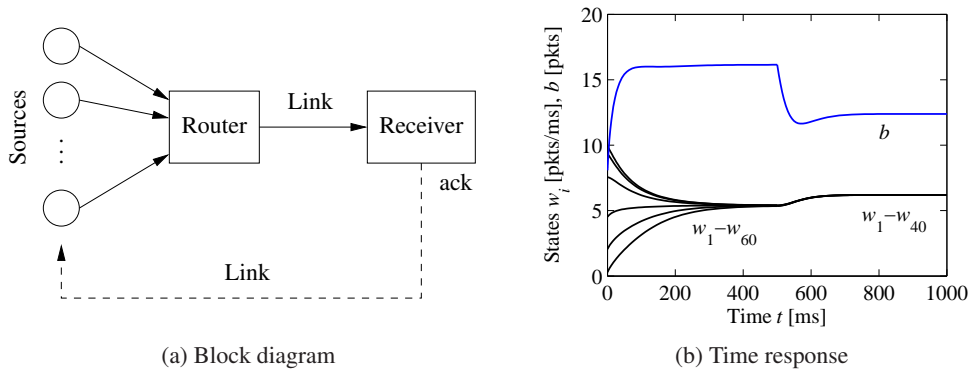 Sources
Router
Link
Receiver
ack
Link
(a) Block diagram
States w_i [pkts/ms], b [pkts]
20
15
10
5
0
b
w_1–w_60
w_1–w_40
0 200 400 600 800 1000
Time t [ms]
(b) Time response